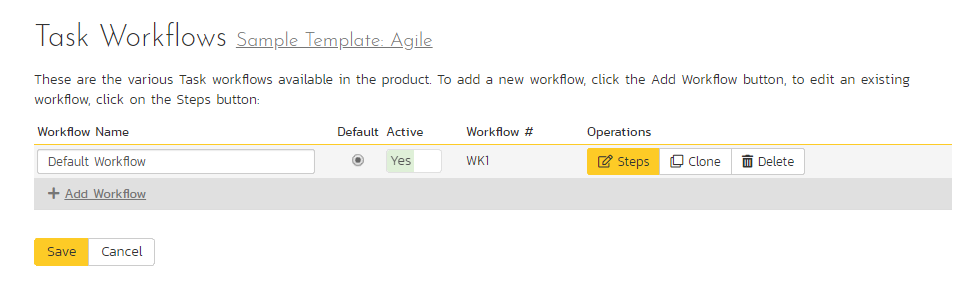 Task Workflows Sample Template: Agile
These are the various Task workflows available in the product. To add a new workflow, click the Add Workflow button, to edit an existing
workflow, click on the Steps button:
Workflow Name Default Active Workflow # Operations
Default Workflow Yes WK1 Steps Clone Delete
Add Workflow
Save Cancel